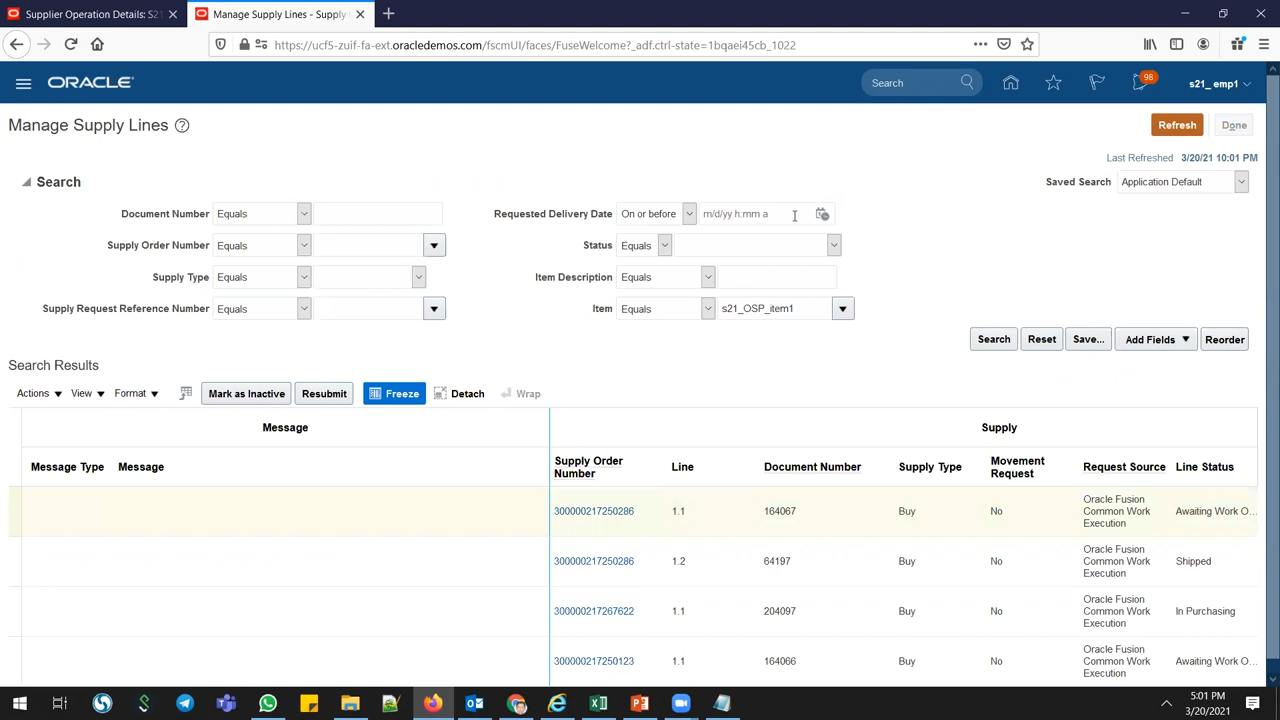 Supplier Operation Details: S21
Manage Supply Lines - Supply
https://ucf5-zuif-fa-ext.oracledemos.com/fscmUI/faces/FuseWelcome?_adf.ctrl-state=1bqaei45cb_1022
ORACLE
Search
98
s21_ emp1
Manage Supply Lines
Refresh
Done
Last Refreshed 3/20/21 10:01 PM
Search
Saved Search Application Default
Document Number Equals
Requested Delivery Date On or before m/d/yy h:mm a
Supply Order Number Equals
Status Equals
Supply Type Equals
Item Description Equals
Supply Request Reference Number Equals
Item Equals s21_OSP_item1
Search Reset Save... Add Fields Reorder
Search Results
Actions View Format Mark as Inactive Resubmit Freeze Detach Wrap
Message Supply
Message Type Message Supply Order Number Line Document Number Supply Type Movement Request Request Source Line Status
300000217250286 1.1 164067 Buy No Oracle Fusion Common Work Execution Awaiting Work O...
300000217250286 1.2 64197 Buy No Oracle Fusion Common Work Execution Shipped
300000217267622 1.1 204097 Buy No Oracle Fusion Common Work Execution In Purchasing
300000217250123 1.1 164066 Buy No Oracle Fusion Common Work Execution Awaiting Work O...
5:01 PM
3/20/2021